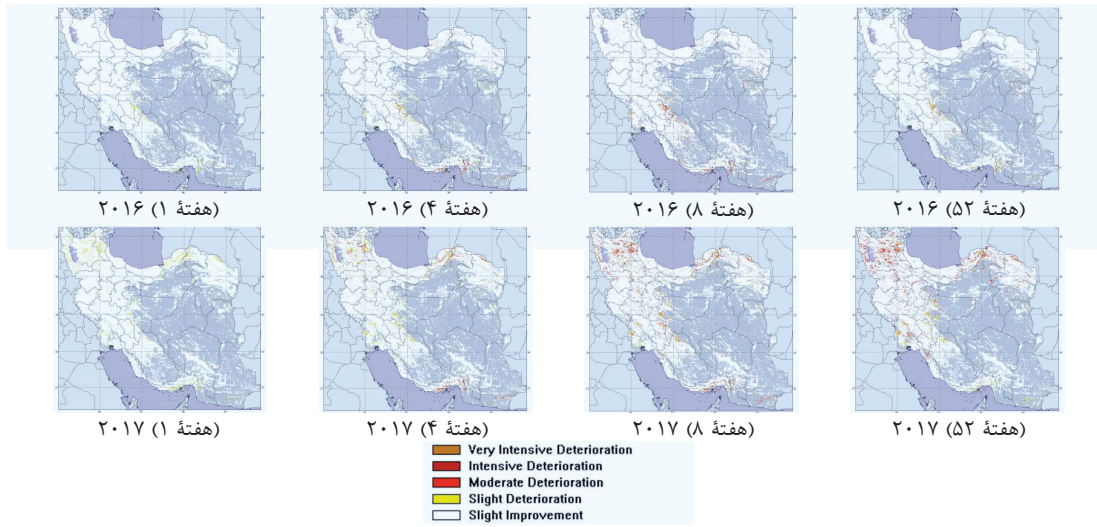 ۲۰۱۶ (هفتهٔ ۱)
۲۰۱۶ (هفتهٔ ۴)
۲۰۱۶ (هفتهٔ ۸)
۲۰۱۶ (هفتهٔ ۵۲)
۲۰۱۷ (هفتهٔ ۱)
۲۰۱۷ (هفتهٔ ۴)
۲۰۱۷ (هفتهٔ ۸)
۲۰۱۷ (هفتهٔ ۵۲)
Very Intensive Deterioration
Intensive Deterioration
Moderate Deterioration
Slight Deterioration
Slight Improvement